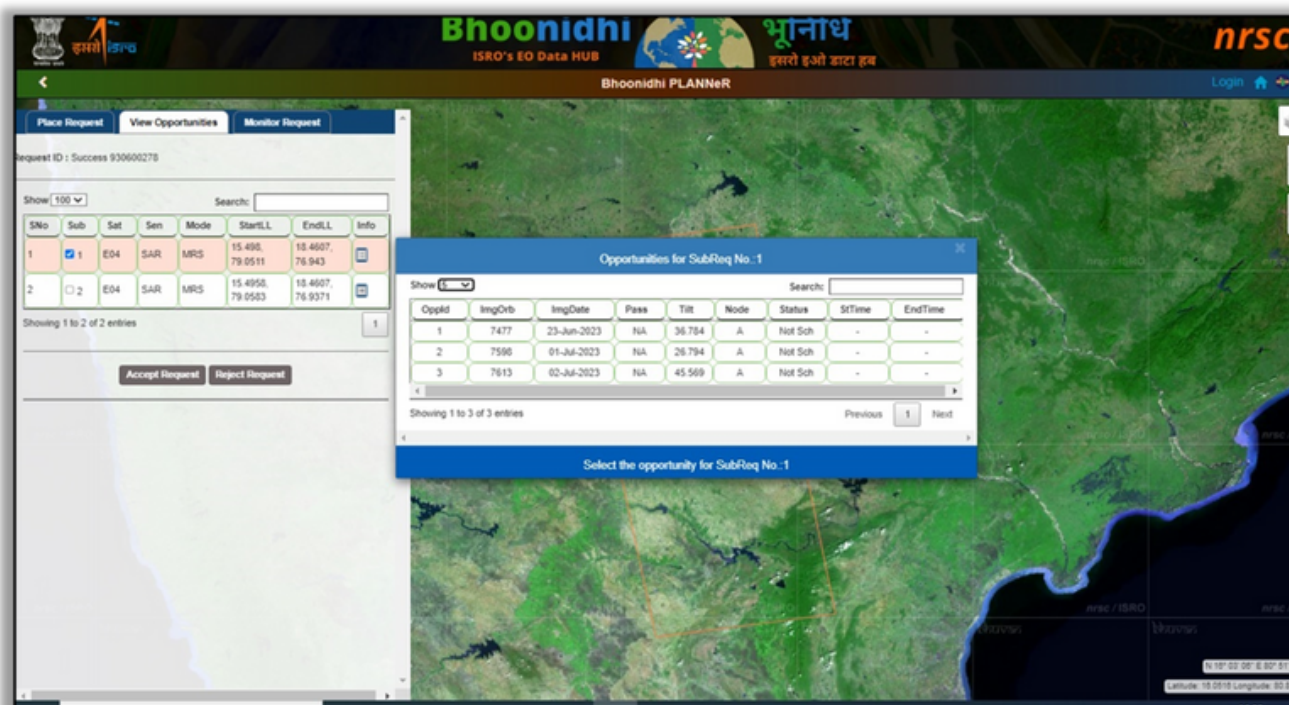 इसरो isro
Bhoonidhi
ISRO's EO Data HUB
भूनिधि
इसरो इओ डाटा हब
nrsc
Bhoonidhi PLANNeR
Login
Place Request View Opportunities Monitor Request
Request ID : Success 930600278
Show 100 Search:
SNo Sub Sat Sen Mode StartLL EndLL Info
1 1 E04 SAR MRS 15.498, 79.0511 18.4607, 76.943
2 2 E04 SAR MRS 15.4958, 79.0583 18.4607, 76.9371
Showing 1 to 2 of 2 entries 1
Accept Request Reject Request
Opportunities for SubReq No.:1
Show 5 Search:
OppId ImgOrb ImgDate Pass Tilt Node Status StTime EndTime
1 7477 23-Jun-2023 NA 36.784 A Not Sch - -
2 7598 01-Jul-2023 NA 26.794 A Not Sch - -
3 7613 02-Jul-2023 NA 45.569 A Not Sch - -
Showing 1 to 3 of 3 entries Previous 1 Next
Select the opportunity for SubReq No.:1
nrsc / ISRO
nrsc / ISRO
bhuvan bhuvan